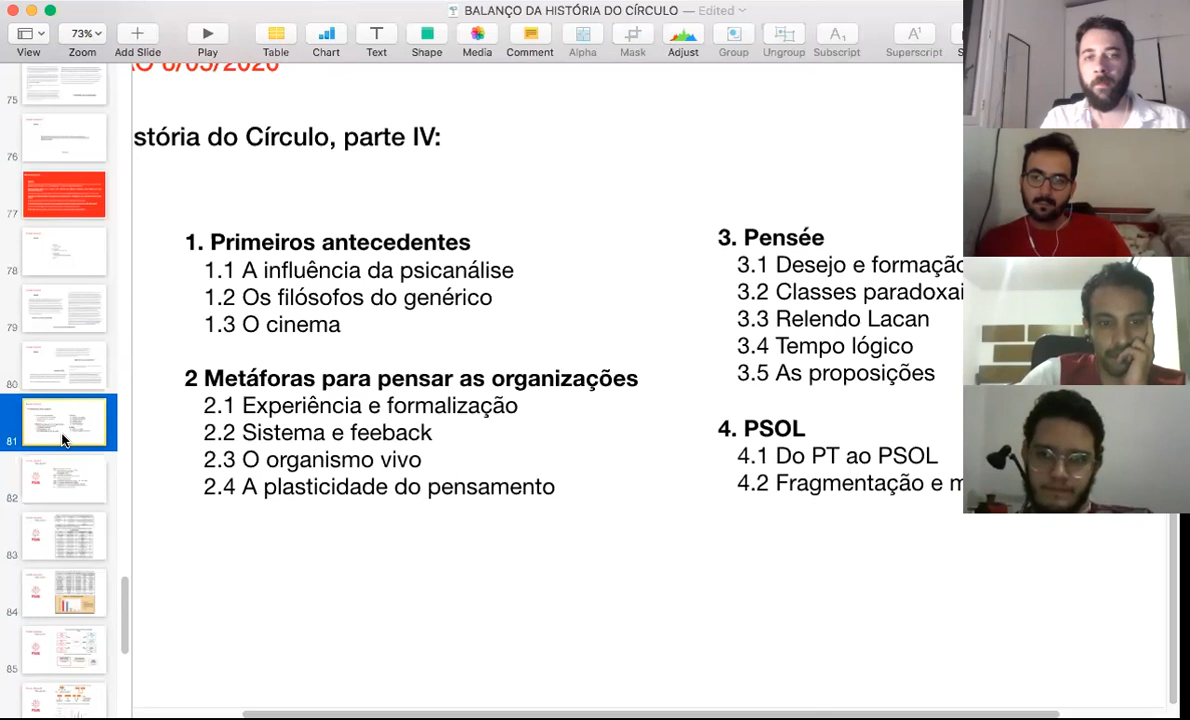 BALANÇO DA HISTÓRIA DO CÍRCULO — Edited
73%
View
Zoom
Add Slide
Play
Table
Chart
Text
Shape
Media
Comment
Alpha
Mask
Adjust
Group
Ungroup
Subscript
Superscript
stória do Círculo, parte IV:
1. Primeiros antecedentes
1.1 A influência da psicanálise
1.2 Os filósofos do genérico
1.3 O cinema
2 Metáforas para pensar as organizações
2.1 Experiência e formalização
2.2 Sistema e feeback
2.3 O organismo vivo
2.4 A plasticidade do pensamento
3. Pensée
3.1 Desejo e formação
3.2 Classes paradoxai
3.3 Relendo Lacan
3.4 Tempo lógico
3.5 As proposições
4. PSOL
4.1 Do PT ao PSOL
4.2 Fragmentação e m
75
76
77
78
79
80
81
82
83
84
85